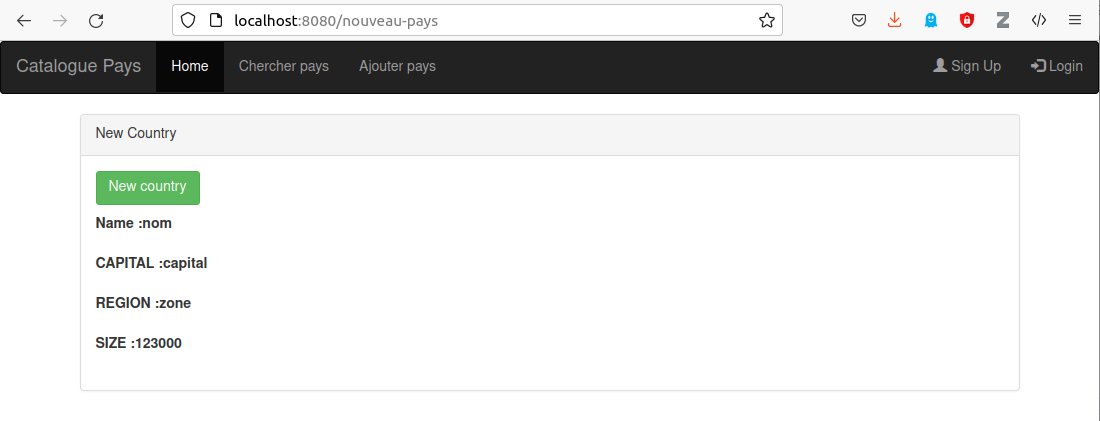 localhost:8080/nouveau-pays
Catalogue Pays Home Chercher pays Ajouter pays Sign Up Login
New Country
New country
Name :nom
CAPITAL :capital
REGION :zone
SIZE :123000